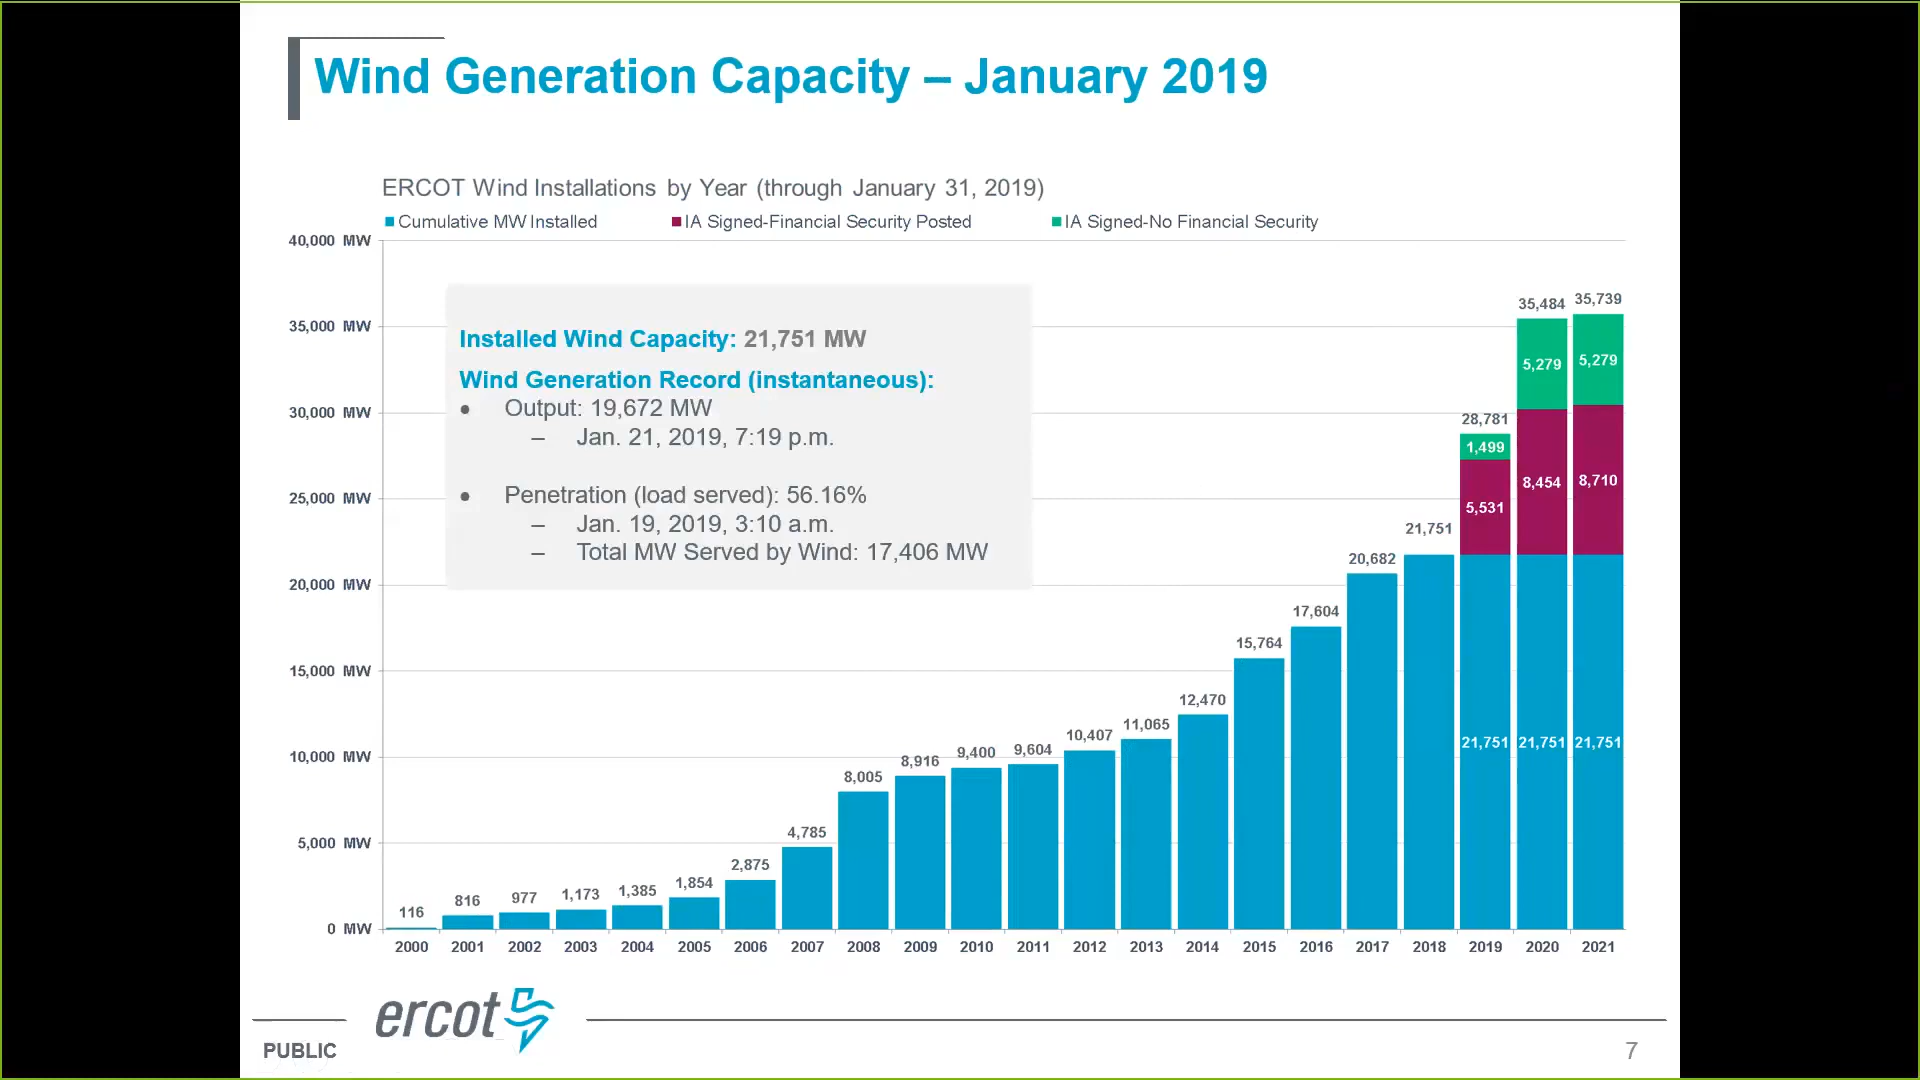 Wind Generation Capacity – January 2019
ERCOT Wind Installations by Year (through January 31, 2019)
Cumulative MW Installed IA Signed-Financial Security Posted IA Signed-No Financial Security
40,000 MW
35,000 MW
30,000 MW
25,000 MW
20,000 MW
15,000 MW
10,000 MW
5,000 MW
0 MW
Installed Wind Capacity: 21,751 MW
Wind Generation Record (instantaneous):
• Output: 19,672 MW
– Jan. 21, 2019, 7:19 p.m.
• Penetration (load served): 56.16%
– Jan. 19, 2019, 3:10 a.m.
– Total MW Served by Wind: 17,406 MW
116
816
977
1,173
1,385
1,854
2,875
4,785
8,005
8,916
9,400
9,604
10,407
11,065
12,470
15,764
17,604
20,682
21,751
28,781
1,499
5,531
21,751
35,484
5,279
8,454
21,751
35,739
5,279
8,710
21,751
2000 2001 2002 2003 2004 2005 2006 2007 2008 2009 2010 2011 2012 2013 2014 2015 2016 2017 2018 2019 2020 2021
ercot
PUBLIC
7